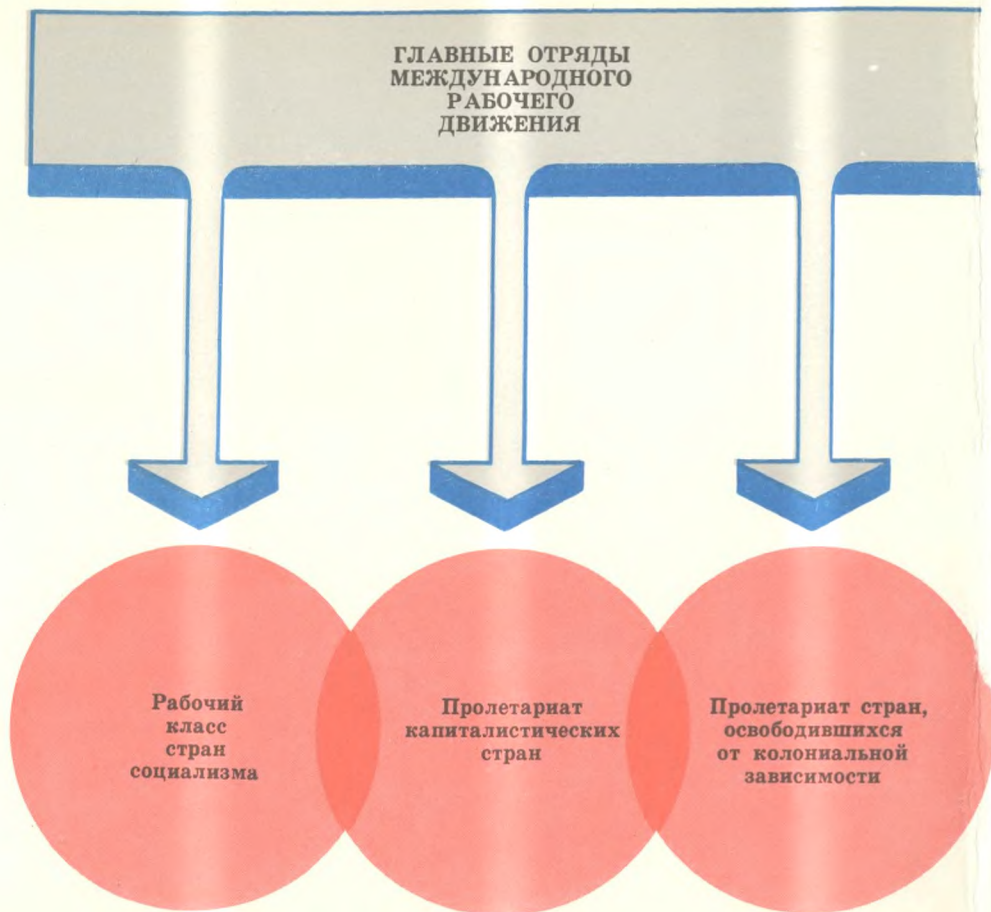 ГЛАВНЫЕ ОТРЯДЫ
МЕЖДУНАРОДНОГО
РАБОЧЕГО
ДВИЖЕНИЯ
Рабочий
класс
стран
социализма
Пролетариат
капиталистических
стран
Пролетариат стран,
освободившихся
от колониальной
зависимости